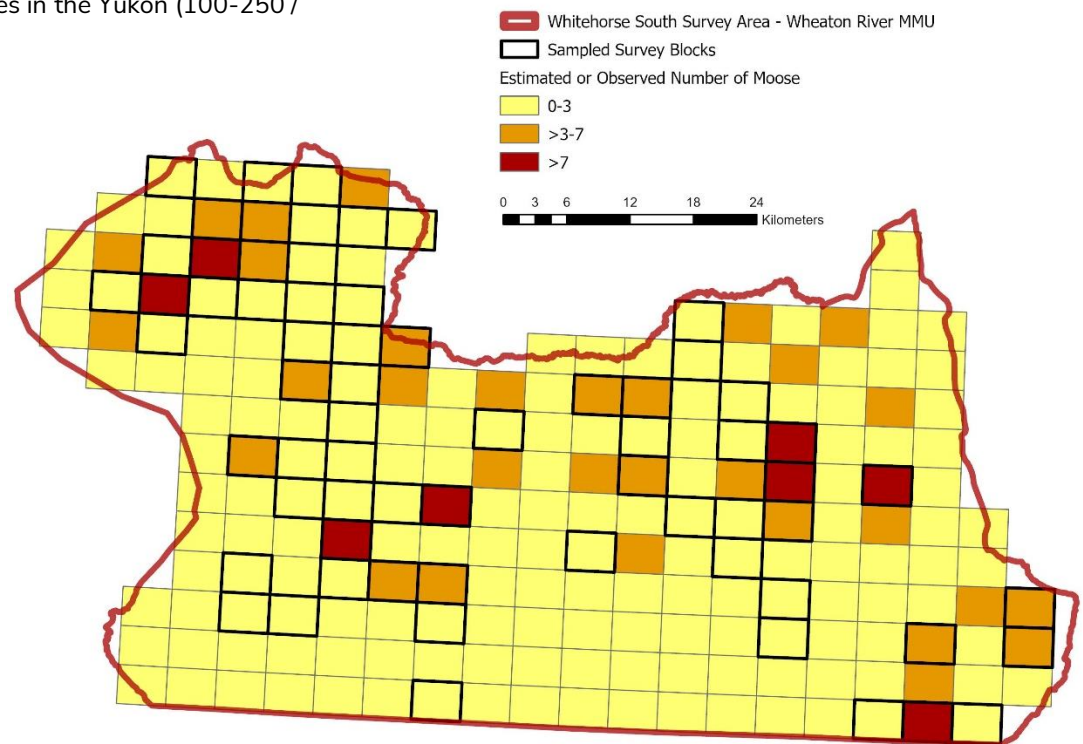 es in the Yukon (100-250 /
Whitehorse South Survey Area - Wheaton River MMU
Sampled Survey Blocks
Estimated or Observed Number of Moose
0-3
>3-7
>7
0 3 6 12 18 24
Kilometers